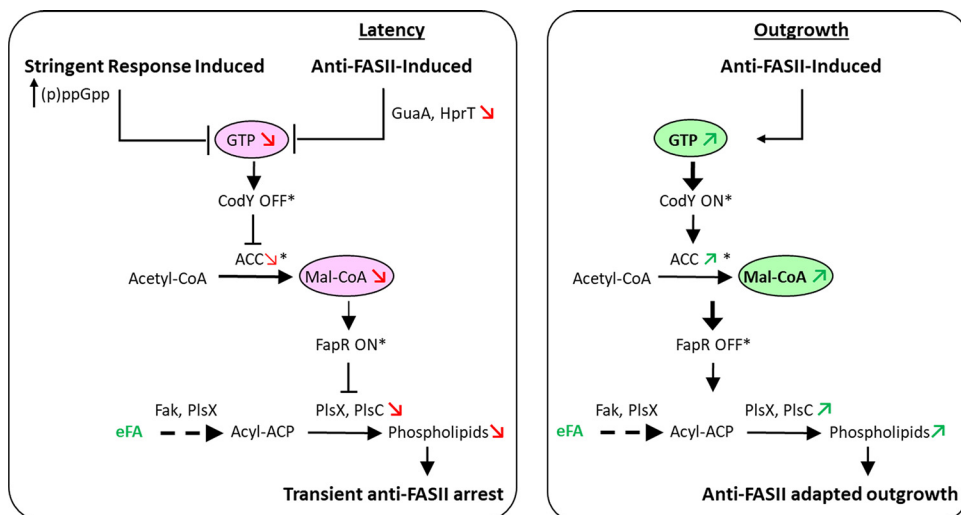 Latency
Stringent Response Induced
Anti-FASII-Induced
(p)ppGpp
GuaA, HprT
GTP
CodY OFF*
ACC *
Acetyl-CoA
Mal-CoA
FapR ON*
Fak, PlsX
PlsX, PlsC
eFA
Acyl-ACP
Phospholipids
Transient anti-FASII arrest
Outgrowth
Anti-FASII-Induced
GTP
CodY ON*
ACC *
Acetyl-CoA
Mal-CoA
FapR OFF*
Fak, PlsX
PlsX, PlsC
eFA
Acyl-ACP
Phospholipids
Anti-FASII adapted outgrowth